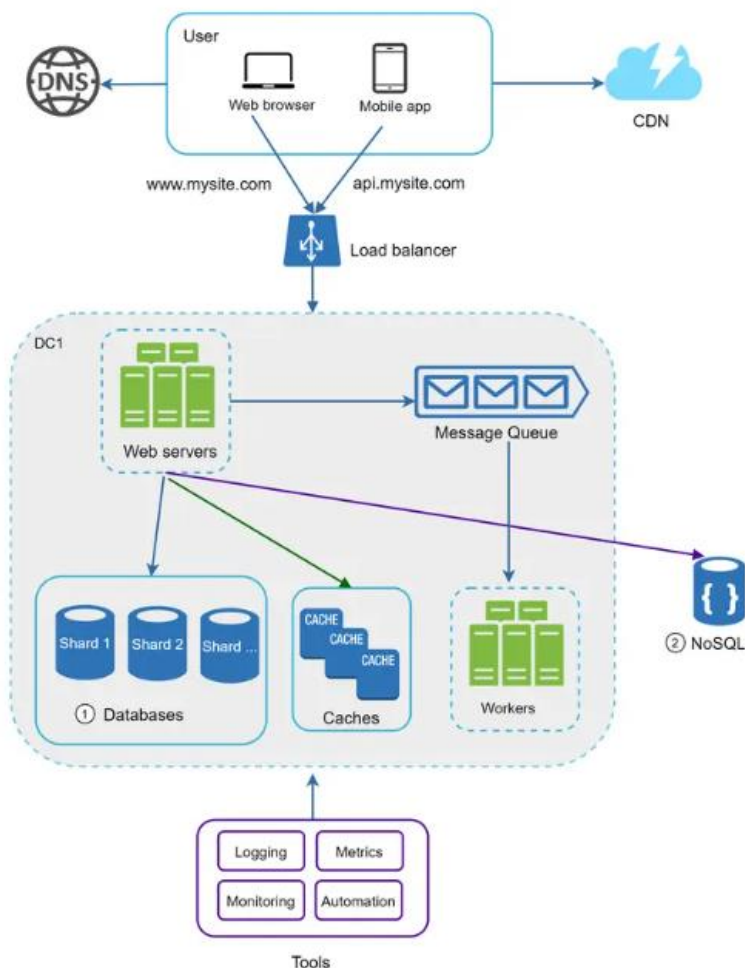 User
DNS
Web browser
Mobile app
CDN
www.mysite.com
api.mysite.com
Load balancer
DC1
Web servers
Message Queue
Shard 1
Shard 2
Shard ...
1 Databases
CACHE
CACHE
CACHE
Caches
Workers
{ }
2 NoSQL
Logging
Metrics
Monitoring
Automation
Tools